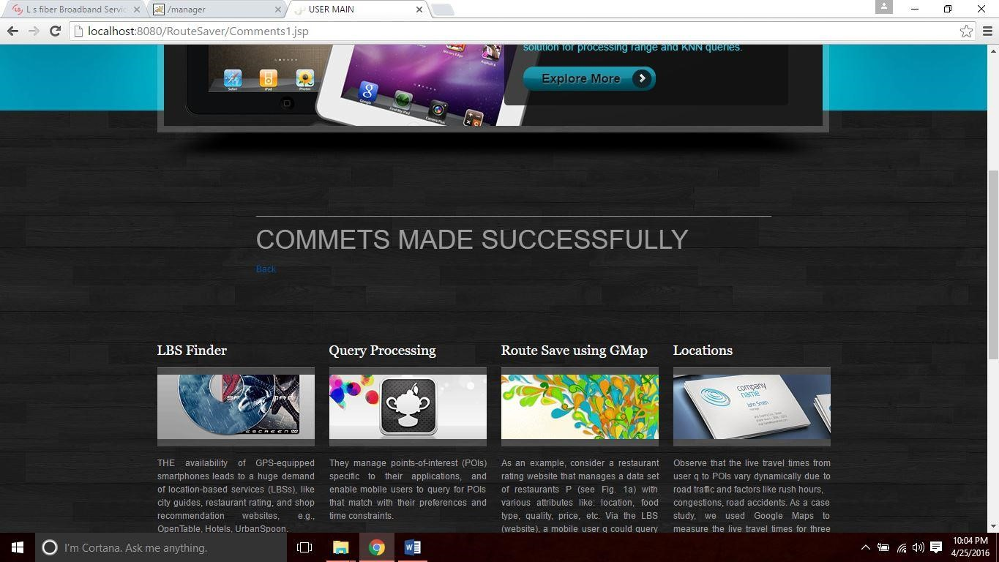 L s fiber Broadband Servic
/manager
USER MAIN
localhost:8080/RouteSaver/Comments1.jsp
solution for processing range and KNN queries.
Explore More
Safari
iPod
Photos
Google
Find My iPad
Camera Plus
COMMETS MADE SUCCESSFULLY
Back
LBS Finder
Query Processing
Route Save using GMap
Locations
company
name
John Smith
THE availability of GPS-equipped
smartphones leads to a huge demand
of location-based services (LBSs), like
city guides, restaurant rating, and shop
recommendation websites, e.g.,
OpenTable, Hotels, UrbanSpoon.
They manage points-of-interest (POIs)
specific to their applications, and
enable mobile users to query for POIs
that match with their preferences and
time constraints.
As an example, consider a restaurant
rating website that manages a data set
of restaurants P (see Fig. 1a) with
various attributes like: location, food
type, quality, price, etc. Via the LBS
(website), a mobile user q could query
Observe that the live travel times from
user q to POIs vary dynamically due to
road traffic and factors like rush hours,
congestions, road accidents. As a case
study, we used Google Maps to
measure the live travel times for three
I'm Cortana. Ask me anything.
10:04 PM
4/25/2016